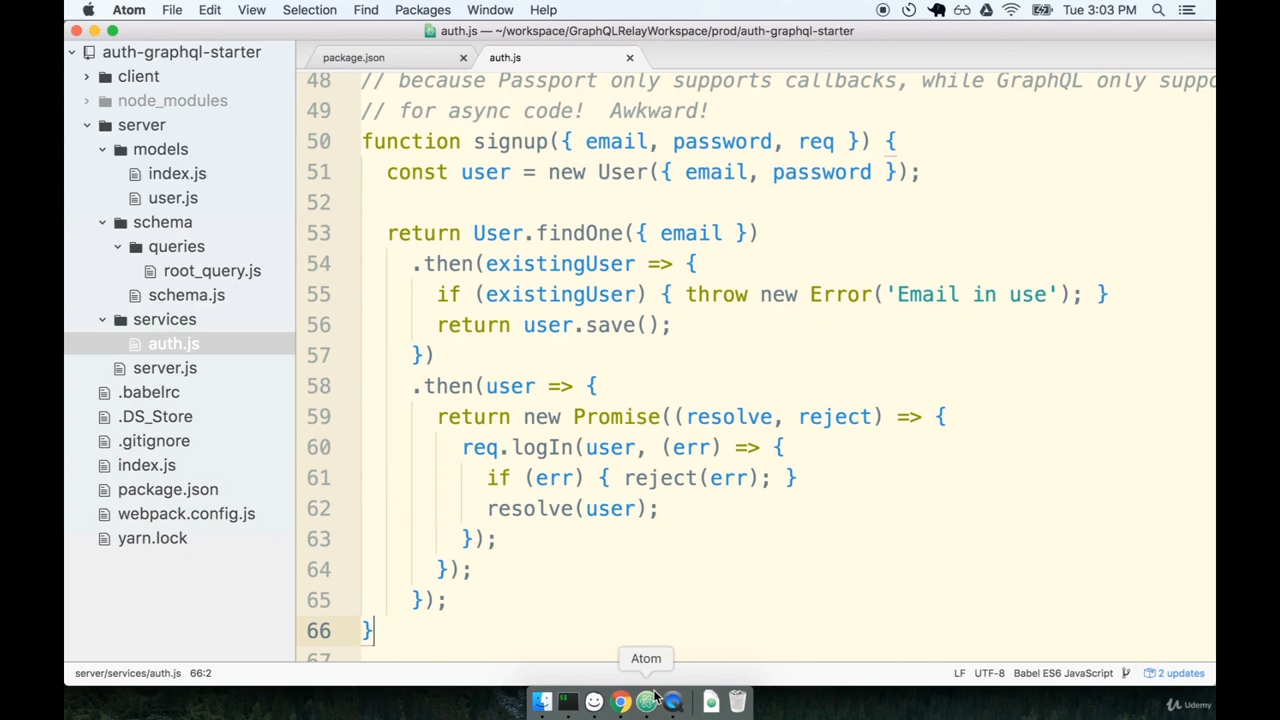 Atom File Edit View Selection Find Packages Window Help Tue 3:03 PM
auth.js — ~/workspace/GraphQLRelayWorkspace/prod/auth-graphql-starter
auth-graphql-starter
client
node_modules
server
models
index.js
user.js
schema
queries
root_query.js
schema.js
services
auth.js
server.js
.babelrc
.DS_Store
.gitignore
index.js
package.json
webpack.config.js
yarn.lock
package.json auth.js
48 // because Passport only supports callbacks, while GraphQL only suppo
49 // for async code! Awkward!
50 function signup({ email, password, req }) {
51 const user = new User({ email, password });
52
53 return User.findOne({ email })
54 .then(existingUser => {
55 if (existingUser) { throw new Error('Email in use'); }
56 return user.save();
57 })
58 .then(user => {
59 return new Promise((resolve, reject) => {
60 req.logIn(user, (err) => {
61 if (err) { reject(err); }
62 resolve(user);
63 });
64 });
65 });
66 }
67
Atom
server/services/auth.js 66:2 LF UTF-8 Babel ES6 JavaScript 2 updates
Udemy